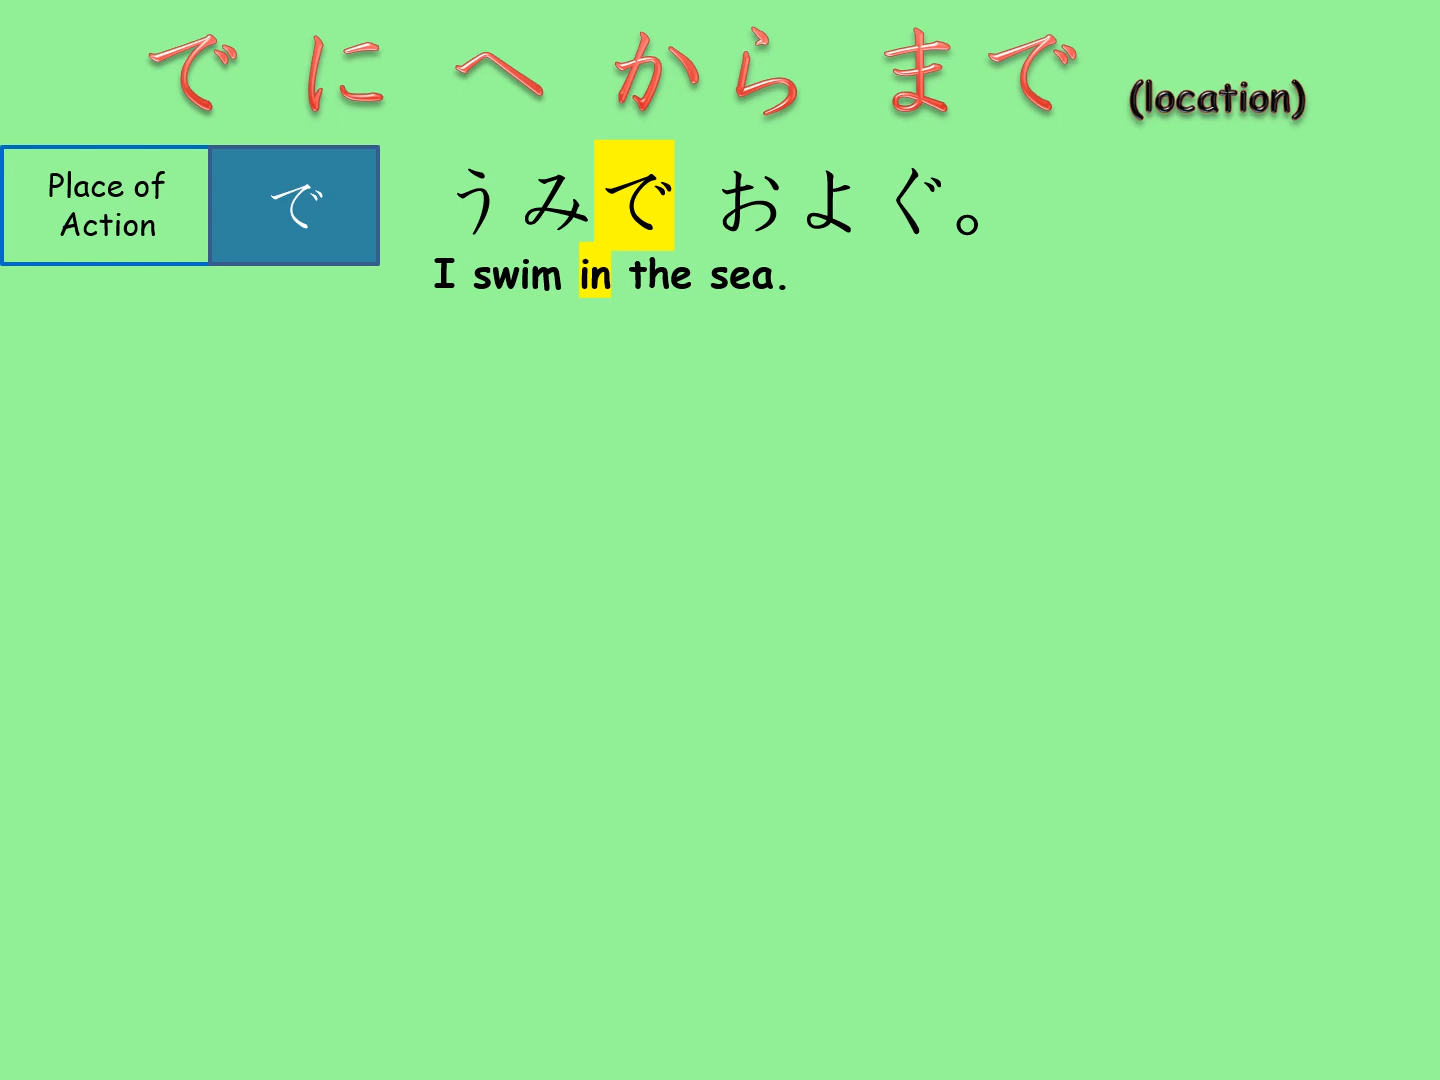 で に へ から まで (location)
Place of
Action
で
うみで およぐ。
I swim in the sea.